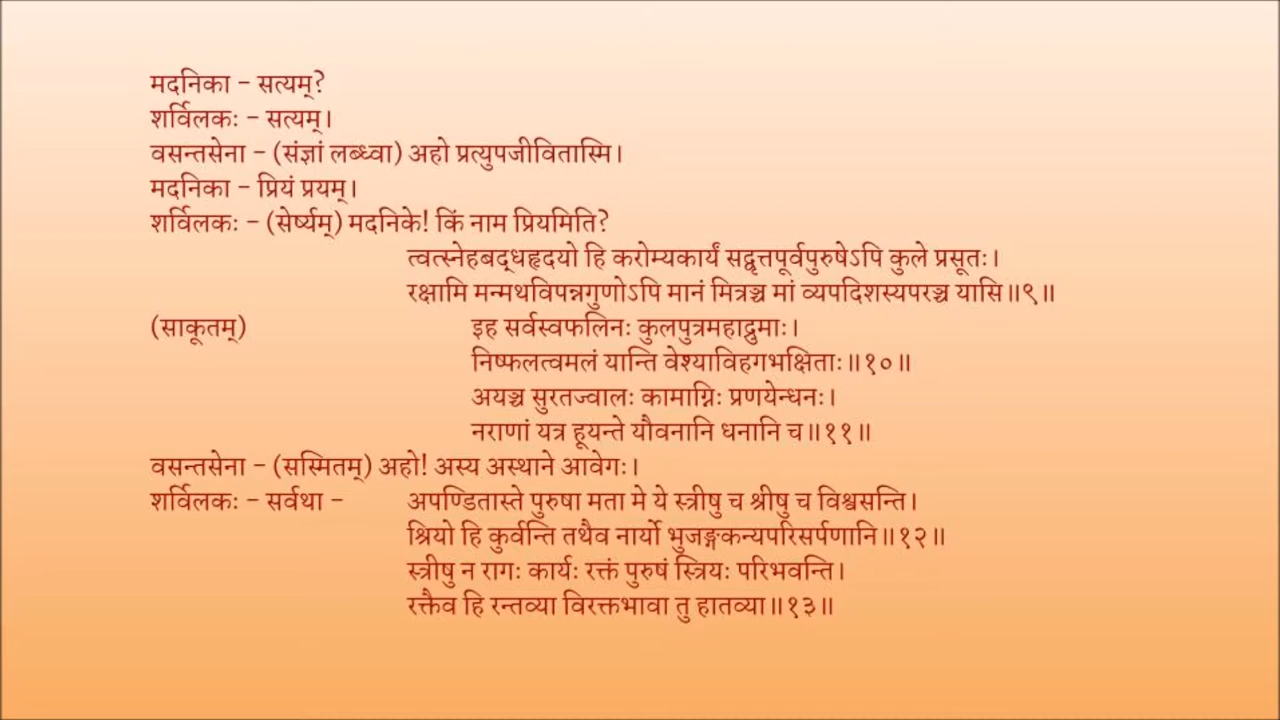 मदनिका – सत्यम्?
शर्विलकः – सत्यम्।
वसन्तसेना – (संज्ञां लब्ध्वा) अहो प्रत्युपजीवितास्मि।
मदनिका – प्रियं प्रयम्।
शर्विलकः – (सेर्ष्यम्) मदनिके! किं नाम प्रियमिति?
त्वत्स्नेहबद्धहृदयो हि करोम्यकार्यं सद्वृत्तपूर्वपुरुषेऽपि कुले प्रसूतः।
रक्षामि मन्मथविपन्नगुणोऽपि मानं मित्रञ्च मां व्यपदिशस्यपरञ्च यासि॥९॥
(साकूतम्) इह सर्वस्वफलिनः कुलपुत्रमहाद्रुमाः।
निष्फलत्वमलं यान्ति वेश्याविहगभक्षिताः॥१०॥
अयञ्च सुरतज्वालः कामाग्निः प्रणयेन्धनः।
नराणां यत्र हूयन्ते यौवनानि धनानि च॥११॥
वसन्तसेना – (सस्मितम्) अहो! अस्य अस्थाने आवेगः।
शर्विलकः – सर्वथा – अपण्डितास्ते पुरुषा मता मे ये स्त्रीषु च श्रीषु च विश्वसन्ति।
श्रियो हि कुर्वन्ति तथैव नार्यो भुजङ्गकन्यपरिसर्पणानि॥१२॥
स्त्रीषु न रागः कार्यः रक्तं पुरुषं स्त्रियः परिभवन्ति।
रक्तैव हि रन्तव्या विरक्तभावा तु हातव्या॥१३॥